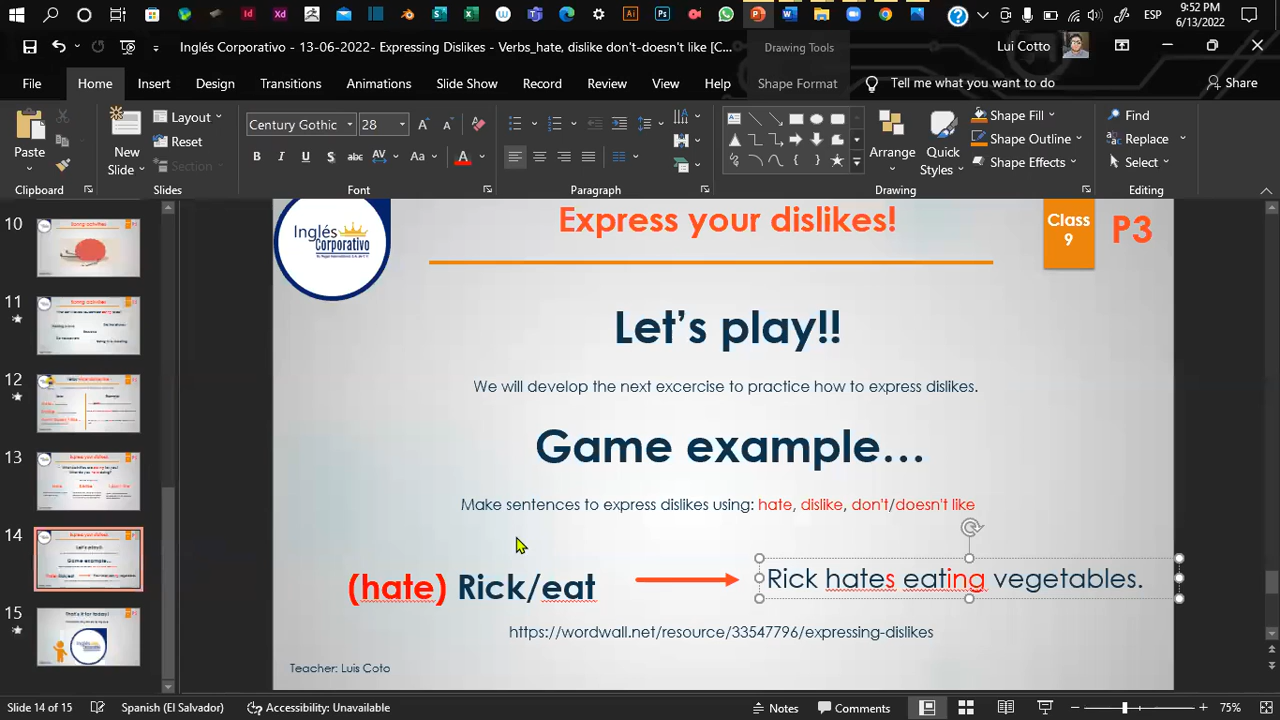 9:52 PM
ESP
6/13/2022
Inglés Corporativo - 13-06-2022- Expressing Dislikes - Verbs_hate, dislike don't-doesn't like [C...
Drawing Tools
Lui Cotto
File
Home
Insert
Design
Transitions
Animations
Slide Show
Record
Review
View
Help
Shape Format
Tell me what you want to do
Share
Paste
New
Slide
Layout
Reset
Section
Century Gothic
28
Arrange
Quick
Styles
Shape Fill
Shape Outline
Shape Effects
Find
Replace
Select
Clipboard
Slides
Font
Paragraph
Drawing
Editing
10
11
12
13
14
15
Inglés
Corporativo
Express your dislikes!
Class
9
P3
Let's play!!
We will develop the next excercise to practice how to express dislikes.
Game example...
Make sentences to express dislikes using: hate, dislike, don't/doesn't like
(hate) Rick/eat
Rick hates eating vegetables.
https://wordwall.net/resource/33547796/expressing-dislikes
Teacher: Luis Coto
Slide 14 of 15
Spanish (El Salvador)
Accessibility: Unavailable
Notes
Comments
75%